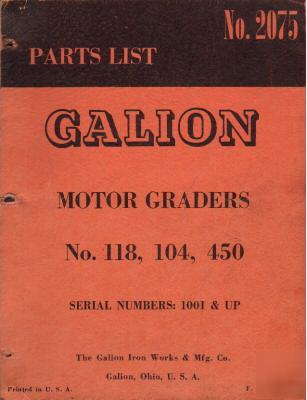 No. 2075
PARTS LIST
GALION
MOTOR GRADERS
No. 118, 104, 450
SERIAL NUMBERS: 1001 & UP
The Galion Iron Works & Mfg. Co.
Galion, Ohio, U. S. A.
Printed in U. S. A.
F.